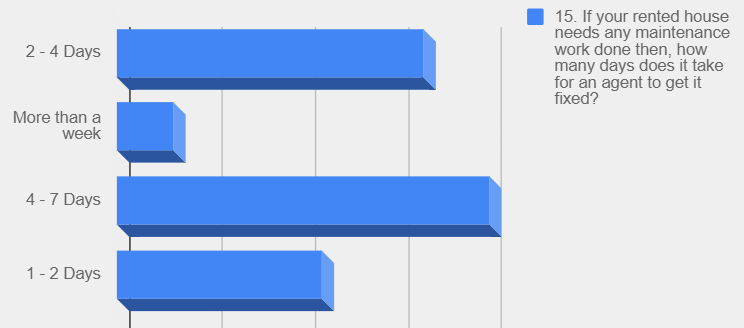 15. If your rented house
needs any maintenance
work done then, how
many days does it take
for an agent to get it
fixed?
2 - 4 Days
More than a
week
4 - 7 Days
1 - 2 Days